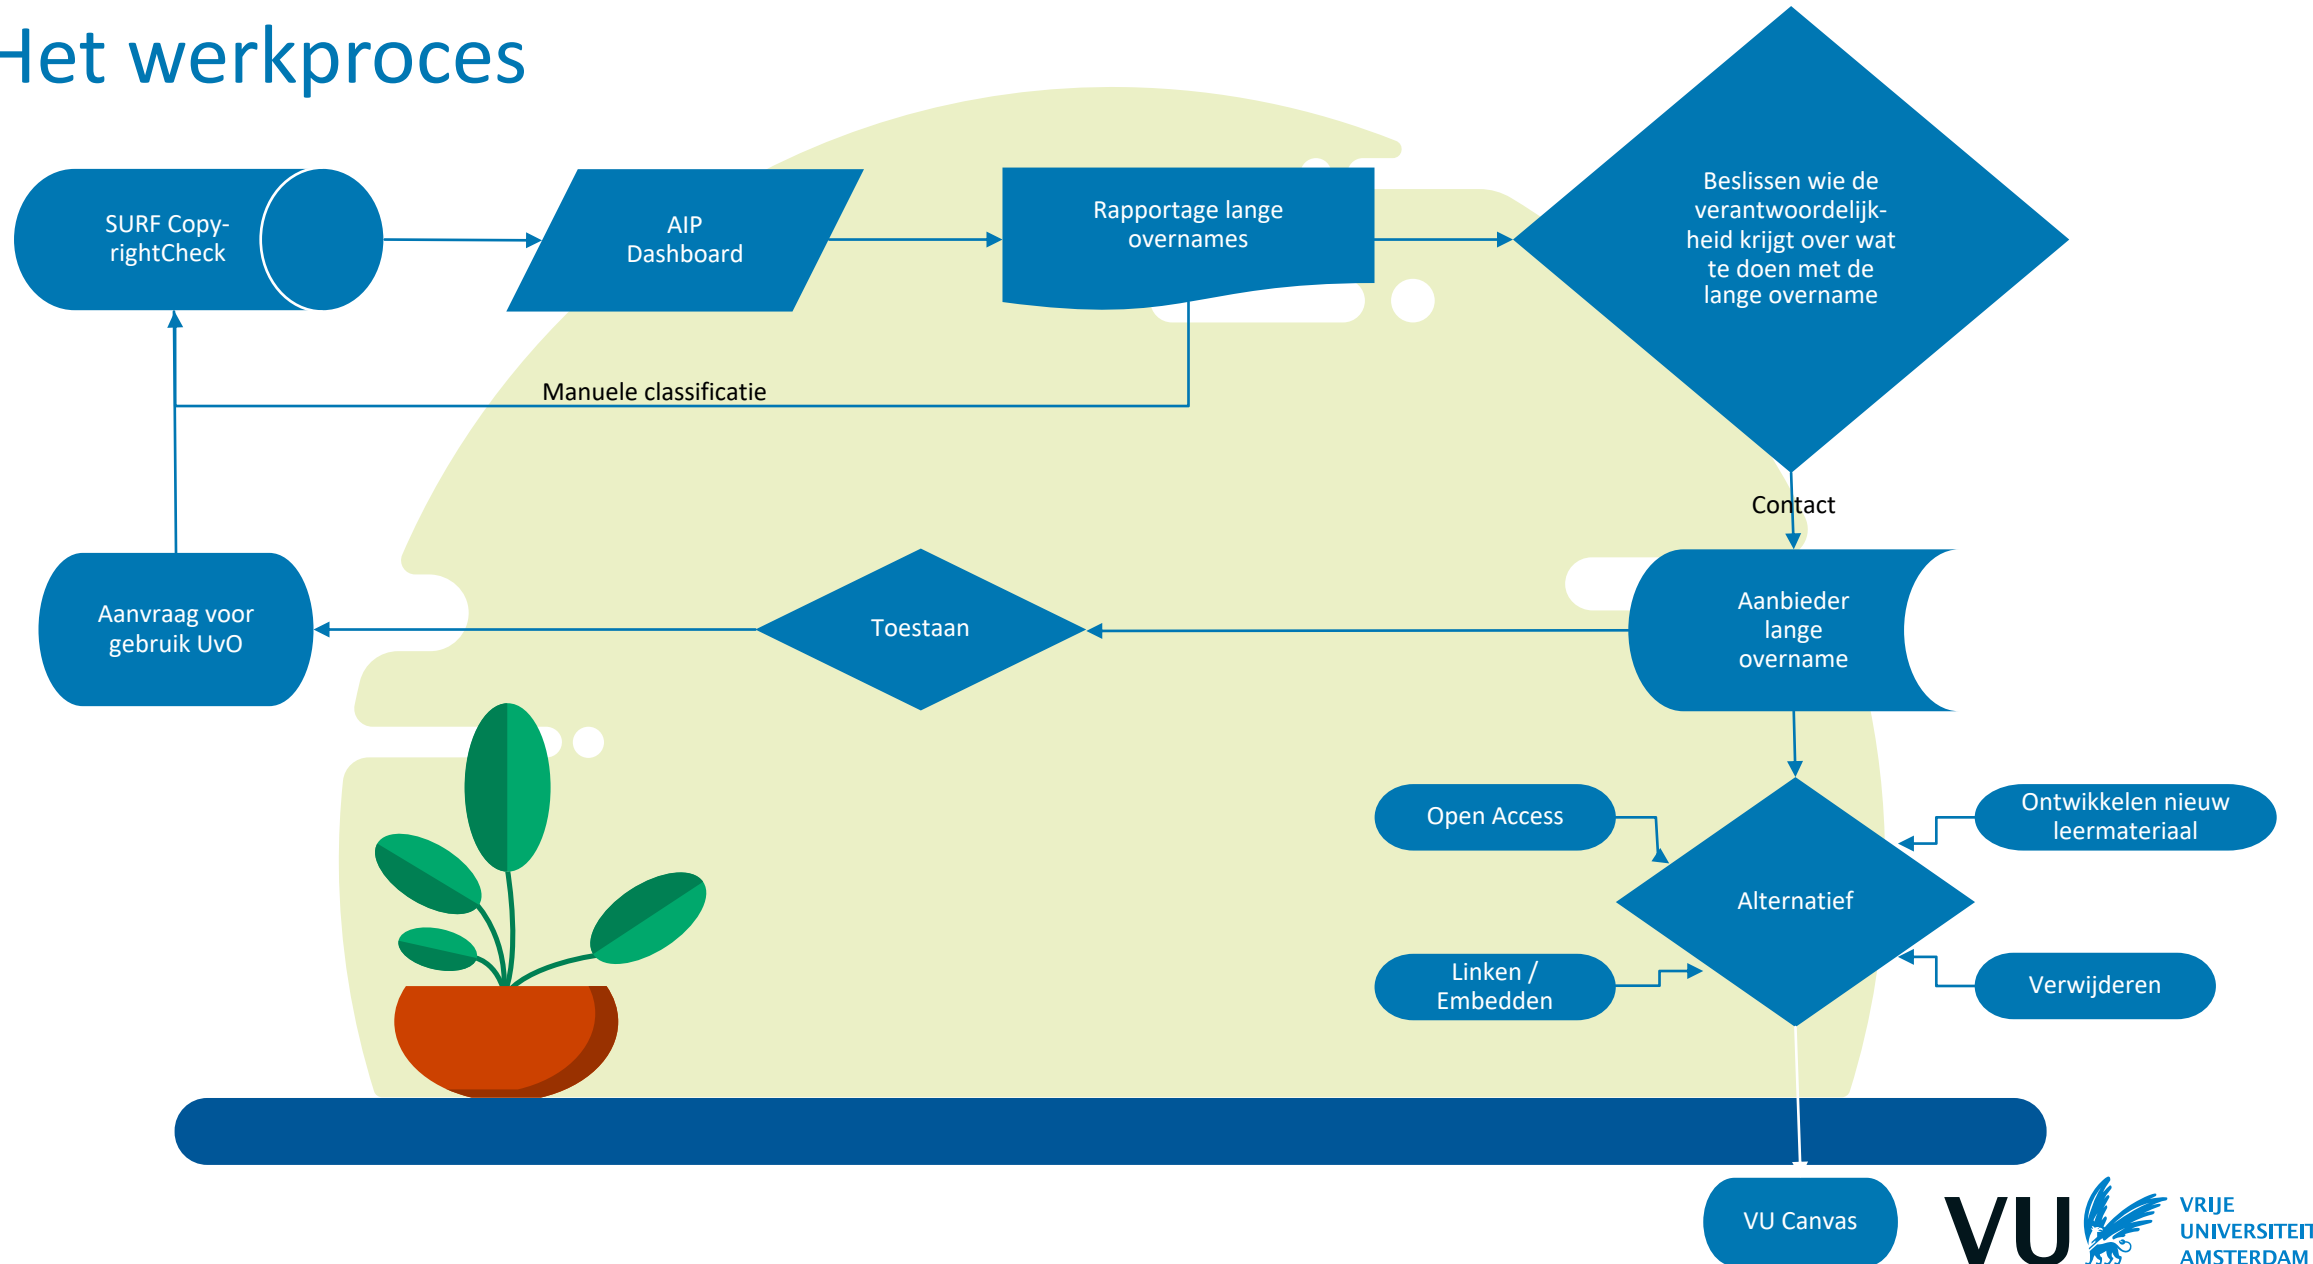 Het werkproces
SURF Copy-
rightCheck
AIP
Dashboard
Rapportage lange
overnames
Beslissen wie de
verantwoordelijk-
heid krijgt over wat
te doen met de
lange overname
Manuele classificatie
Contact
Aanvraag voor
gebruik UvO
Toestaan
Aanbieder
lange
overname
Open Access
Ontwikkelen nieuw
leermateriaal
Alternatief
Linken /
Embedden
Verwijderen
VU Canvas
VU
VRIJE
UNIVERSITEIT
AMSTERDAM